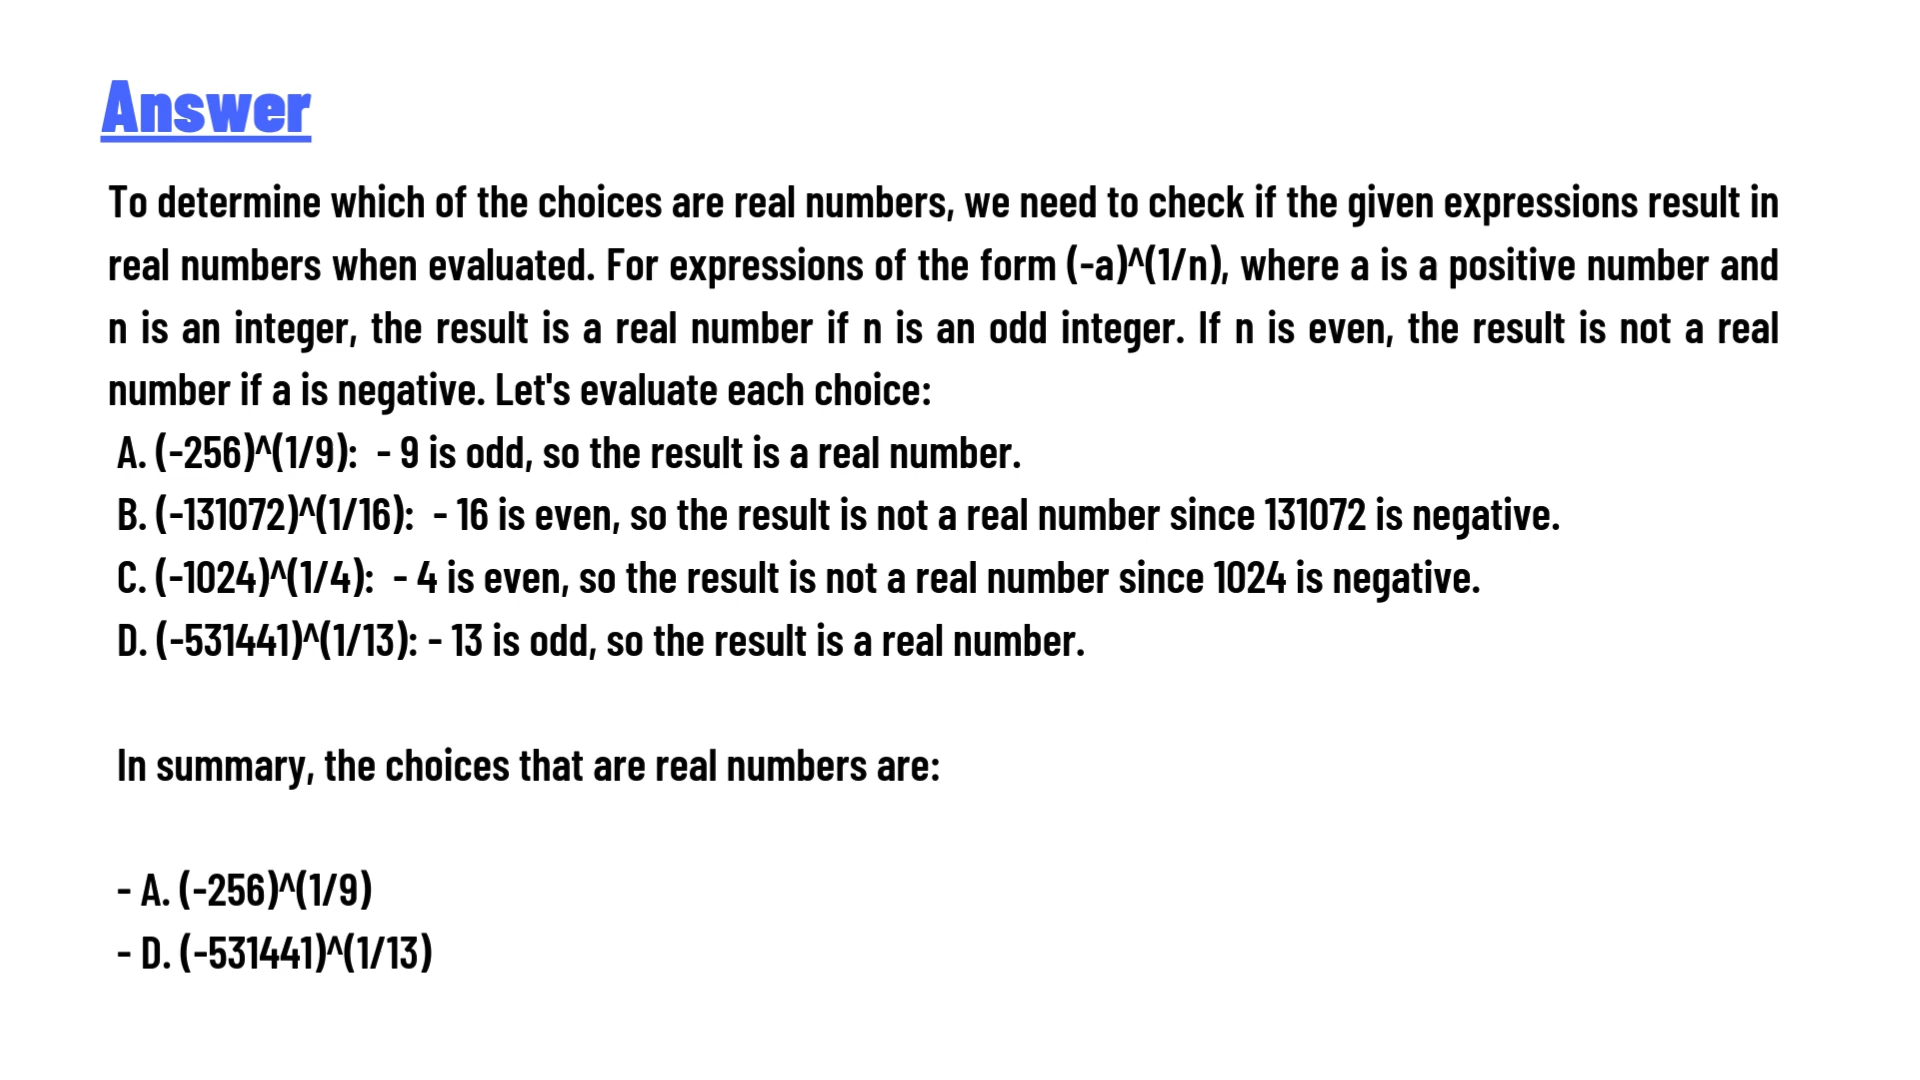 Answer
To determine which of the choices are real numbers, we need to check if the given expressions result in
real numbers when evaluated. For expressions of the form (-a)^(1/n), where a is a positive number and
n is an integer, the result is a real number if n is an odd integer. If n is even, the result is not a real
number if a is negative. Let's evaluate each choice:
A. (-256)^(1/9):  - 9 is odd, so the result is a real number.
B. (-131072)^(1/16):  - 16 is even, so the result is not a real number since 131072 is negative.
C. (-1024)^(1/4):  - 4 is even, so the result is not a real number since 1024 is negative.
D. (-531441)^(1/13): - 13 is odd, so the result is a real number.
In summary, the choices that are real numbers are:
- A. (-256)^(1/9)
- D. (-531441)^(1/13)